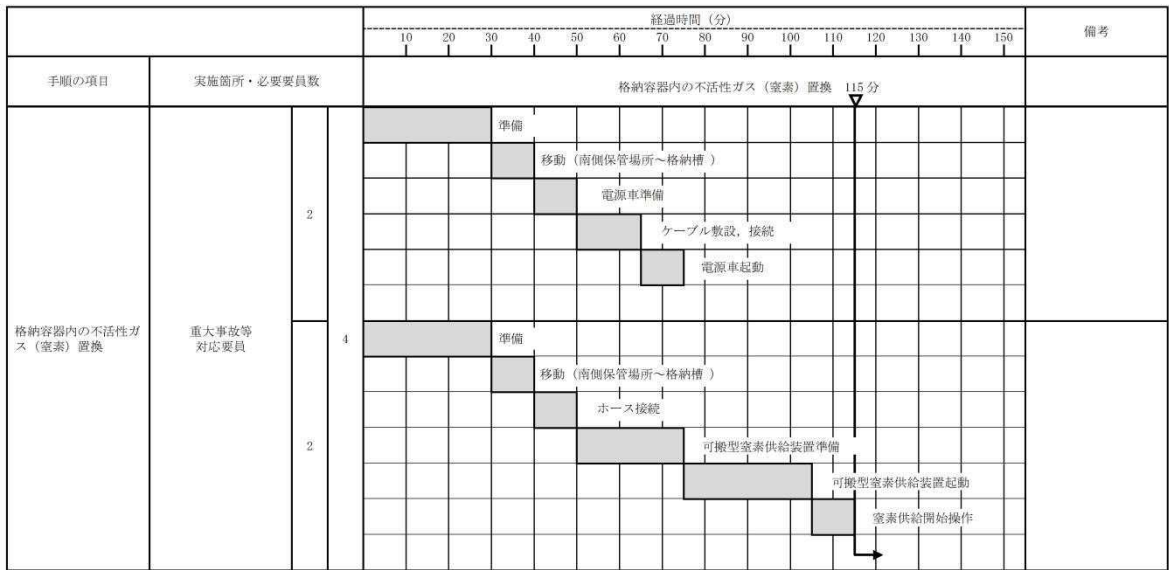 経過時間（分）
備考
10 20 30 40 50 60 70 80 90 100 110 120 130 140 150
手順の項目
実施箇所・必要要員数
格納容器内の不活性ガス（窒素）置換 115分
準備
移動（南側保管場所～格納槽 ）
電源車準備
2
ケーブル敷設，接続
電源車起動
格納容器内の不活性ガ
ス（窒素）置換
重大事故等
対応要員
4
準備
移動（南側保管場所～格納槽 ）
ホース接続
2
可搬型窒素供給装置準備
可搬型窒素供給装置起動
窒素供給開始操作